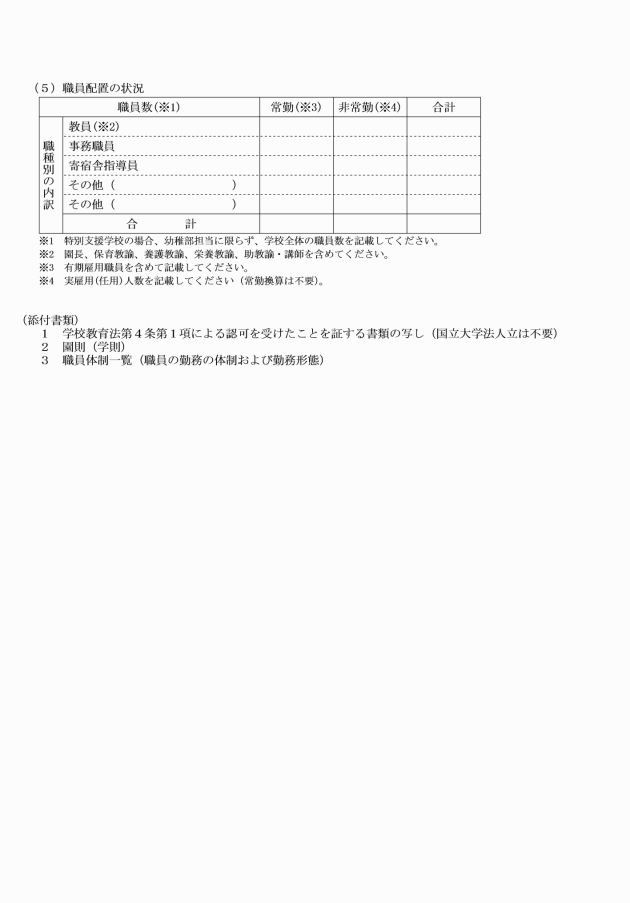 （５）職員配置の状況
職員数(※1) 常勤(※3) 非常勤(※4) 合計
職種別の内訳
教員(※2)
事務職員
寄宿舎指導員
その他（　　　　　　　　　　）
その他（　　　　　　　　　　）
合　　　　計
※1　特別支援学校の場合、幼稚部担当に限らず、学校全体の職員数を記載してください。
※2　園長、保育教諭、養護教諭、栄養教諭、助教諭・講師を含めてください。
※3　有期雇用職員を含めて記載してください。
※4　実雇用(任用)人数を記載してください（常勤換算は不要）。
（添付書類）
１　学校教育法第４条第１項による認可を受けたことを証する書類の写し（国立大学法人立は不要）
２　園則（学則）
３　職員体制一覧（職員の勤務の体制および勤務形態）